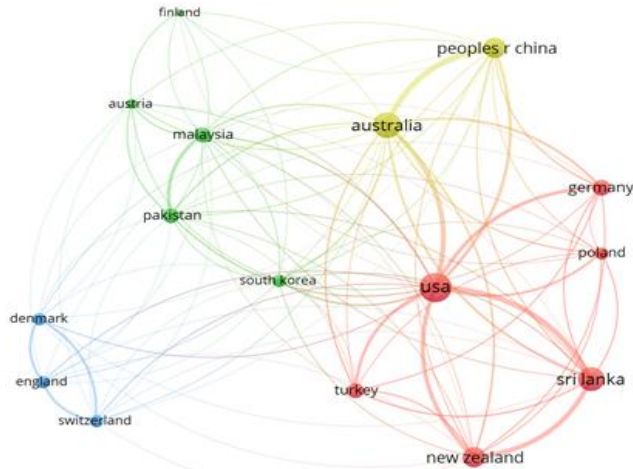 finland
peoples r china
austria
australia
malaysia
germany
pakistan
poland
south korea
usa
denmark
england
sri lanka
turkey
switzerland
new zealand